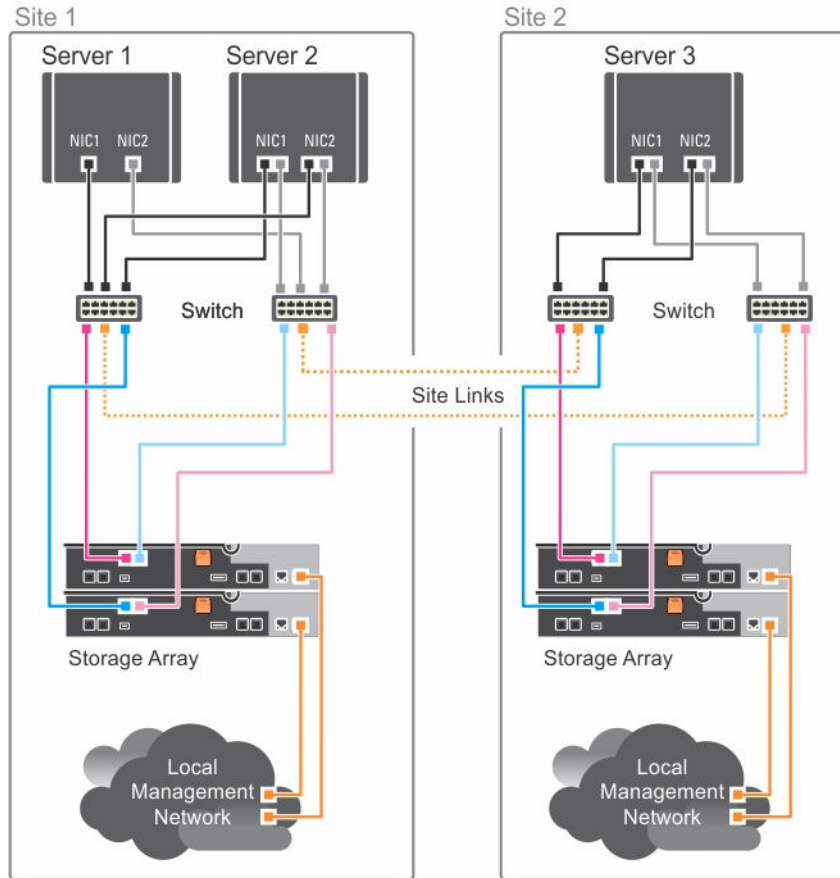 Site 1
Server 1
Server 2
NIC1
NIC2
NIC1
NIC2
Switch
Storage Array
Local
Management
Network
Site Links
Site 2
Server 3
NIC1
NIC2
Switch
Storage Array
Local
Management
Network